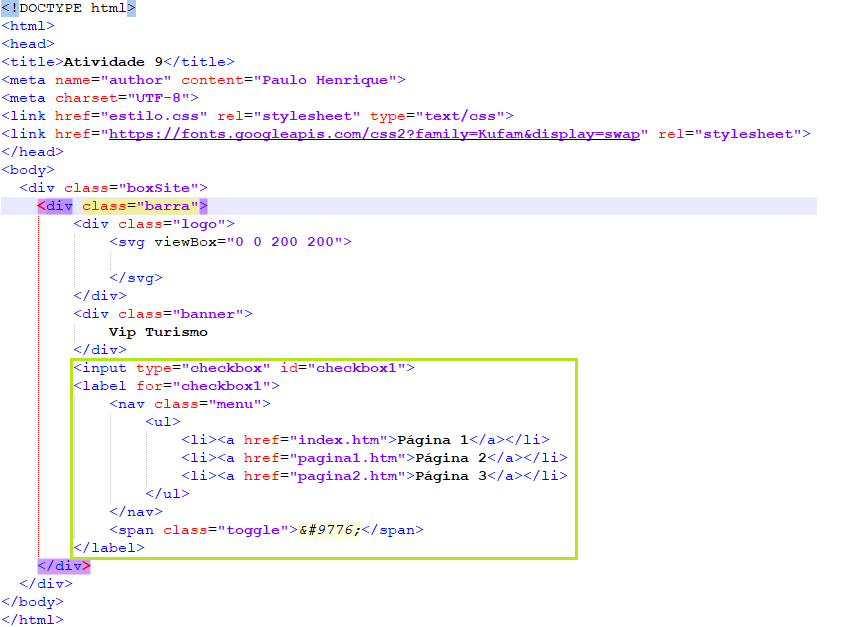 <!DOCTYPE html>
<html>
<head>
<title>Atividade 9</title>
<meta name="author" content="Paulo Henrique">
<meta charset="UTF-8">
<link href="estilo.css" rel="stylesheet" type="text/css">
<link href="https://fonts.googleapis.com/css2?family=Kufam&display=swap" rel="stylesheet">
</head>
<body>
  <div class="boxSite">
    <div class="barra">
        <div class="logo">
            <svg viewBox="0 0 200 200">
            </svg>
        </div>
        <div class="banner">
            Vip Turismo
        </div>
        <input type="checkbox" id="checkbox1">
        <label for="checkbox1">
            <nav class="menu">
                <ul>
                    <li><a href="index.htm">Página 1</a></li>
                    <li><a href="pagina1.htm">Página 2</a></li>
                    <li><a href="pagina2.htm">Página 3</a></li>
                </ul>
            </nav>
            <span class="toggle">&#9776;</span>
        </label>
    </div>
  </div>
</body>
</html>